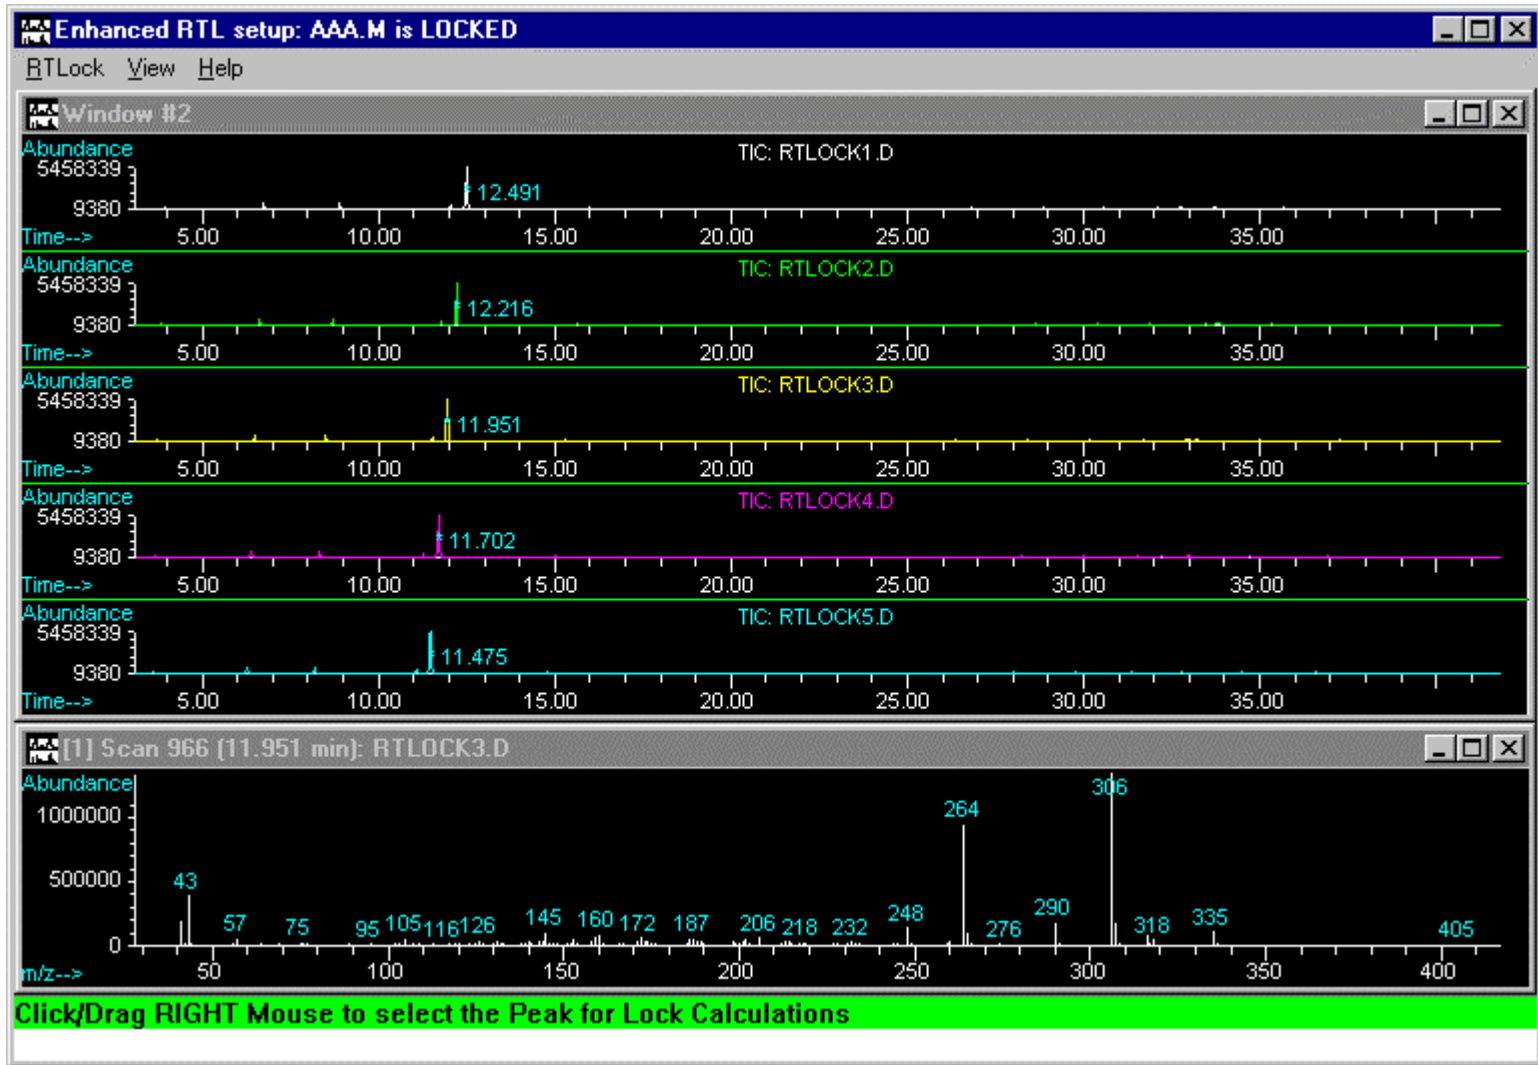 Enhanced RTL setup: AAA.M is LOCKED
RTLock View Help
Window #2
Abundance
TIC: RTLOCK1.D
5458339
12.491
9380
Time--> 5.00 10.00 15.00 20.00 25.00 30.00 35.00
Abundance
TIC: RTLOCK2.D
5458339
12.216
9380
Time--> 5.00 10.00 15.00 20.00 25.00 30.00 35.00
Abundance
TIC: RTLOCK3.D
5458339
11.951
9380
Time--> 5.00 10.00 15.00 20.00 25.00 30.00 35.00
Abundance
TIC: RTLOCK4.D
5458339
11.702
9380
Time--> 5.00 10.00 15.00 20.00 25.00 30.00 35.00
Abundance
TIC: RTLOCK5.D
5458339
11.475
9380
Time--> 5.00 10.00 15.00 20.00 25.00 30.00 35.00
[1] Scan 966 (11.951 min): RTLOCK3.D
Abundance
306
1000000 264
500000 43
57 75 95 105 116 126 145 160 172 187 206 218 232 248 276 290 318 335 405
0
m/z--> 50 100 150 200 250 300 350 400
Click/Drag RIGHT Mouse to select the Peak for Lock Calculations